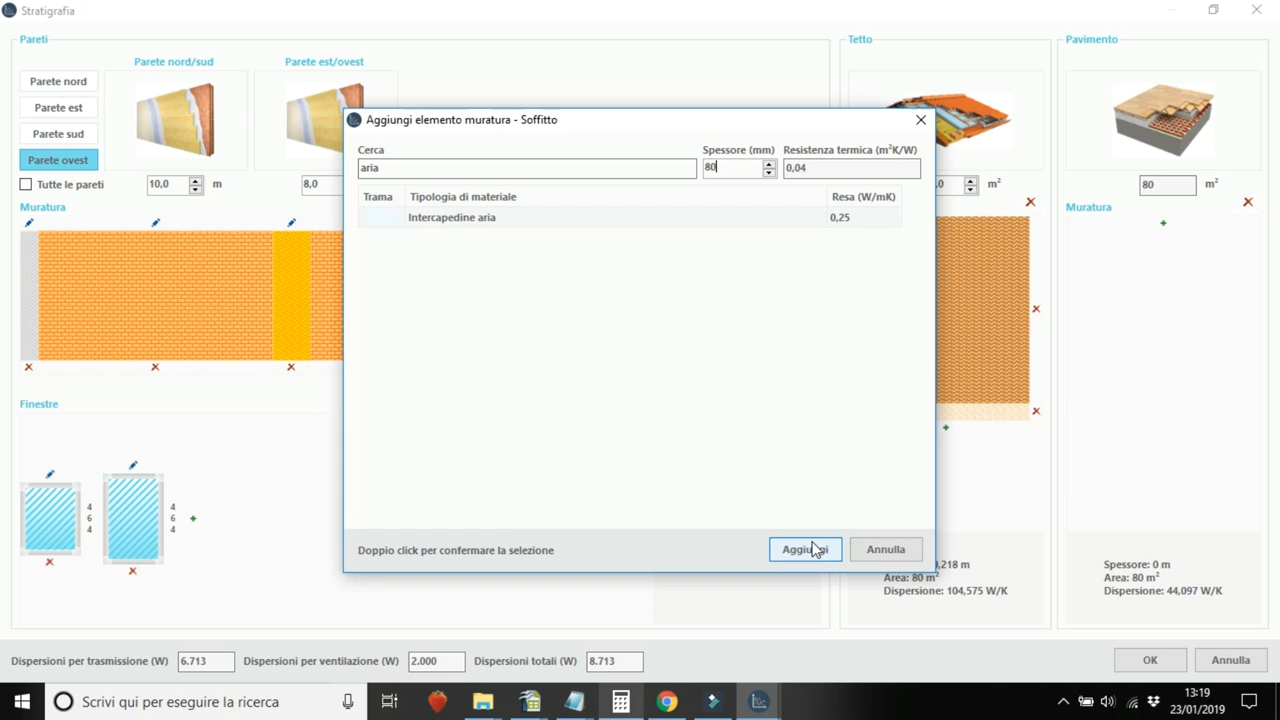 Stratigrafia
Pareti
Tetto
Pavimento
Parete nord/sud
Parete est/ovest
Parete nord
Parete est
Parete sud
Parete ovest
Tutte le pareti
10,0
m
8,0
,0
m²
80
m²
Muratura
Muratura
Aggiungi elemento muratura - Soffitto
Cerca
Spessore (mm)
Resistenza termica (m²K/W)
aria
80
0,04
Trama
Tipologia di materiale
Resa (W/mK)
Intercapedine aria
0,25
Doppio click per confermare la selezione
Aggiungi
Annulla
Finestre
4
6
4
4
6
4
,218 m
Area: 80 m²
Dispersione: 104,575 W/K
Spessore: 0 m
Area: 80 m²
Dispersione: 44,097 W/K
Dispersioni per trasmissione (W)
6.713
Dispersioni per ventilazione (W)
2.000
Dispersioni totali (W)
8.713
OK
Annulla
Scrivi qui per eseguire la ricerca
13:19
23/01/2019